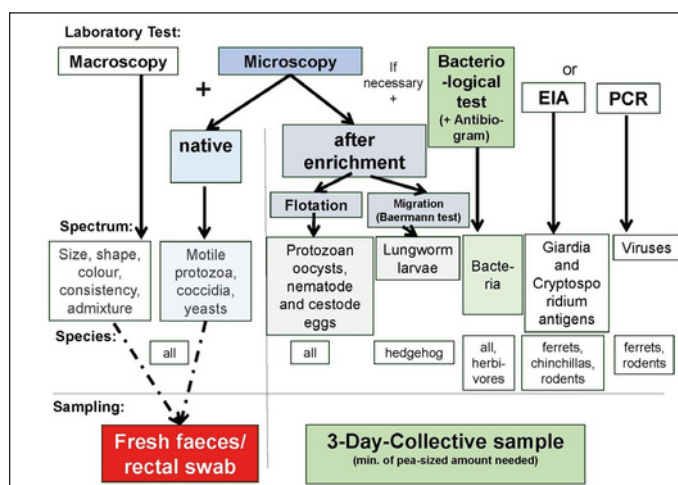 Laboratory Test:
Macroscopy
+
Microscopy
If
necessary
+
Bacterio
-logical
test
(+ Antibio-
gram)
or
EIA
PCR
native
after
enrichment
Flotation
Migration
(Baermann test)
Spectrum:
Size, shape,
colour,
consistency,
admixture
Motile
protozoa,
coccidia,
yeasts
Protozoan
oocysts,
nematode
and cestode
eggs
Lungworm
larvae
Bacte-
ria
Giardia
and
Cryptospo
ridium
antigens
Viruses
Species:
all
all
hedgehog
all,
herbi-
vores
ferrets,
chinchillas,
rodents
ferrets,
rodents
Sampling:
Fresh faeces/
rectal swab
3-Day-Collective sample
(min. of pea-sized amount needed)